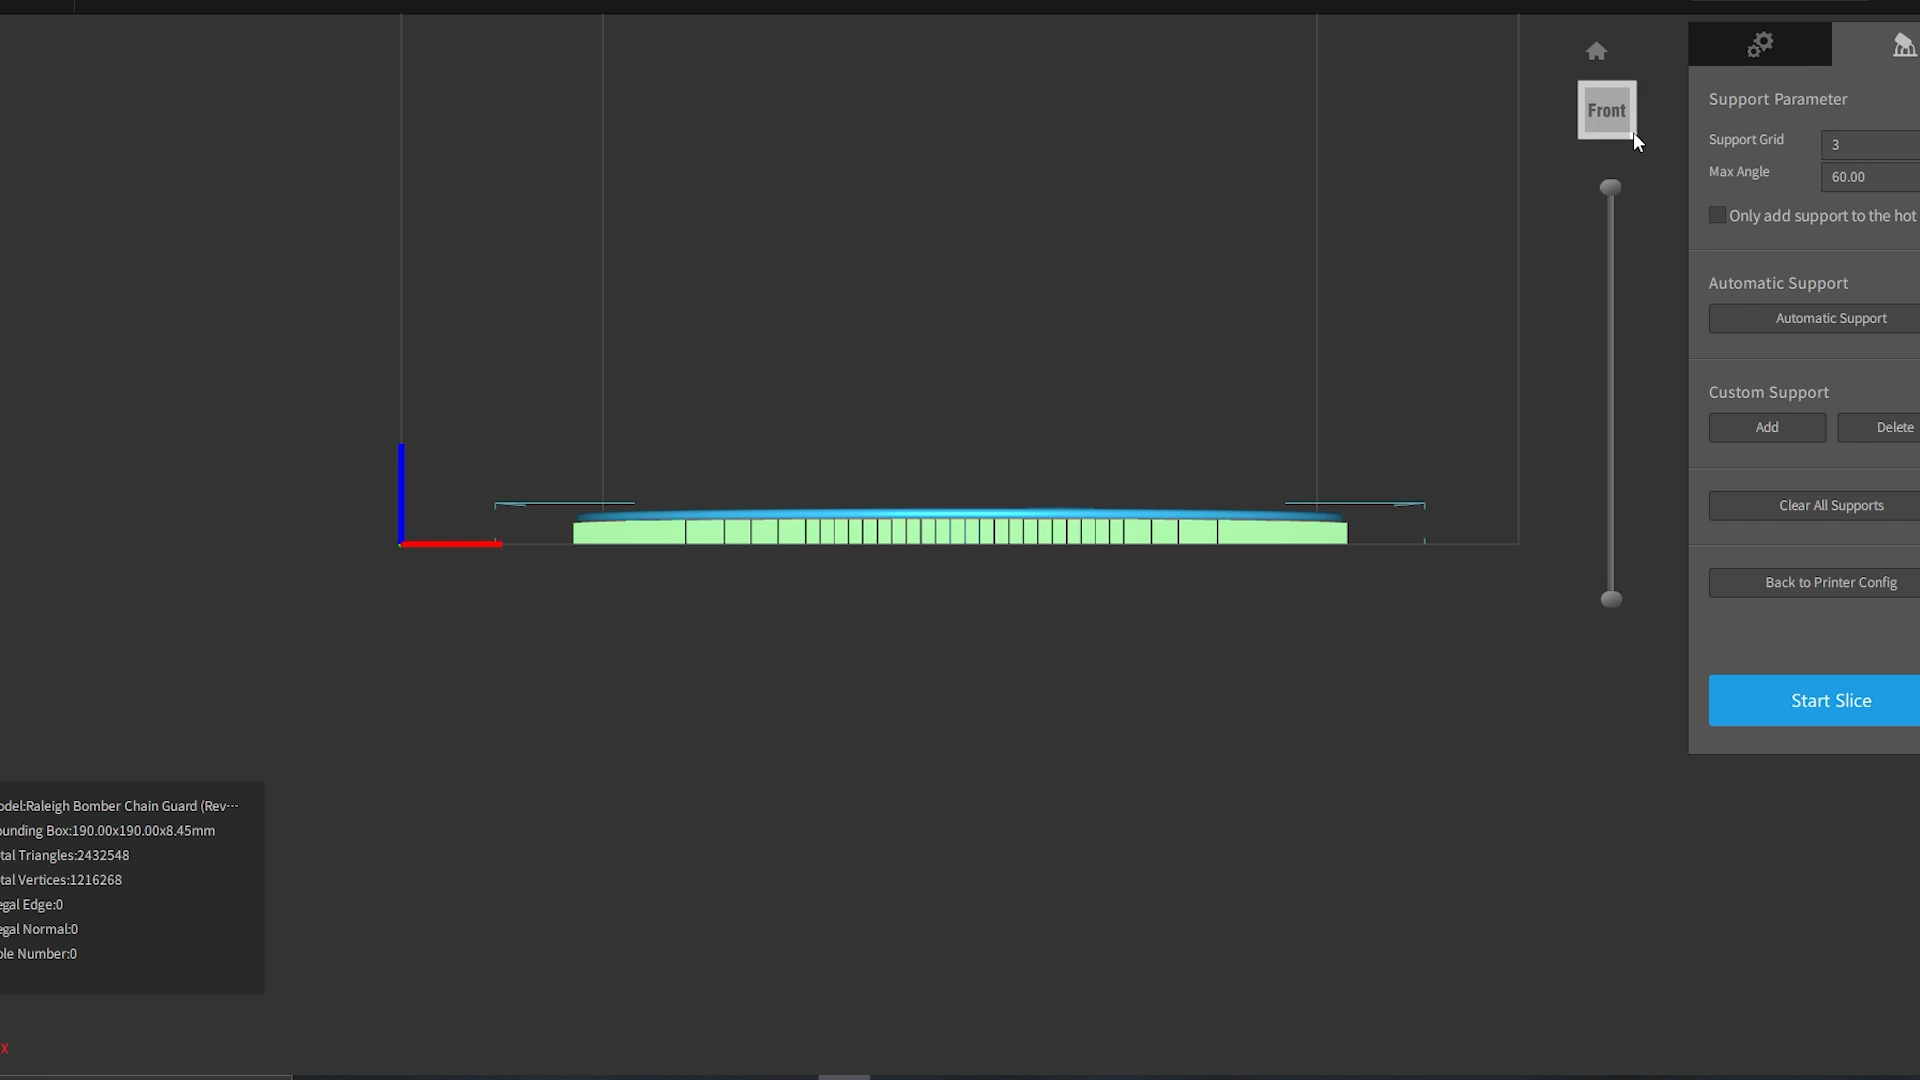 Front
Support Parameter
Support Grid
3
Max Angle
60.00
Only add support to the hot
Automatic Support
Automatic Support
Custom Support
Add
Delete
Clear All Supports
Back to Printer Config
Start Slice
odel:Raleigh Bomber Chain Guard (Rev···
ounding Box:190.00x190.00x8.45mm
tal Triangles:2432548
tal Vertices:1216268
egal Edge:0
egal Normal:0
ole Number:0
X